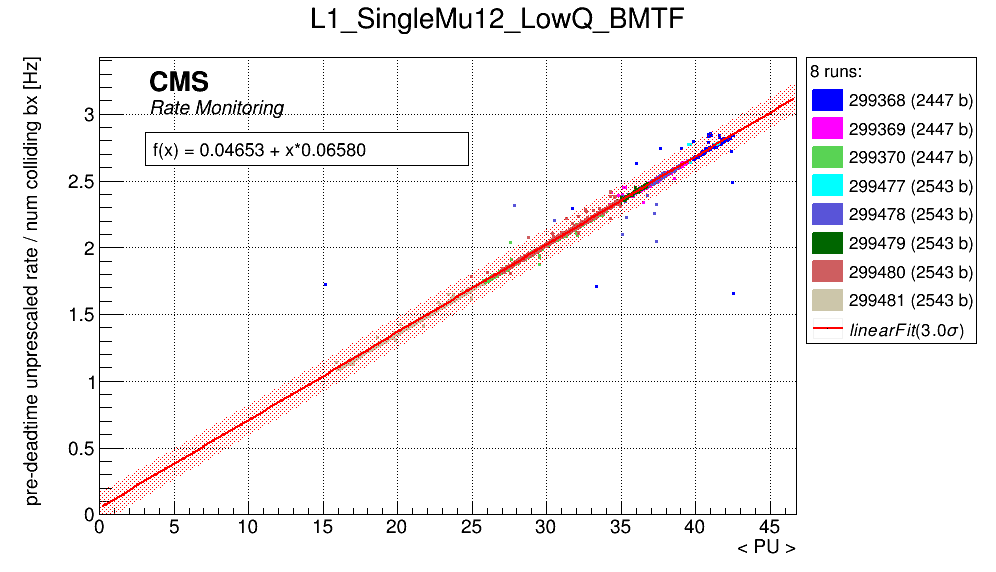 L1_SingleMu12_LowQ_BMTF
pre-deadtime unprescaled rate / num colliding bx [Hz]
CMS
Rate Monitoring
f(x) = 0.04653 + x*0.06580
3
2.5
2
1.5
1
0.5
0
0 5 10 15 20 25 30 35 40 45
< PU >
8 runs:
299368 (2447 b)
299369 (2447 b)
299370 (2447 b)
299477 (2543 b)
299478 (2543 b)
299479 (2543 b)
299480 (2543 b)
299481 (2543 b)
linearFit(3.0σ)